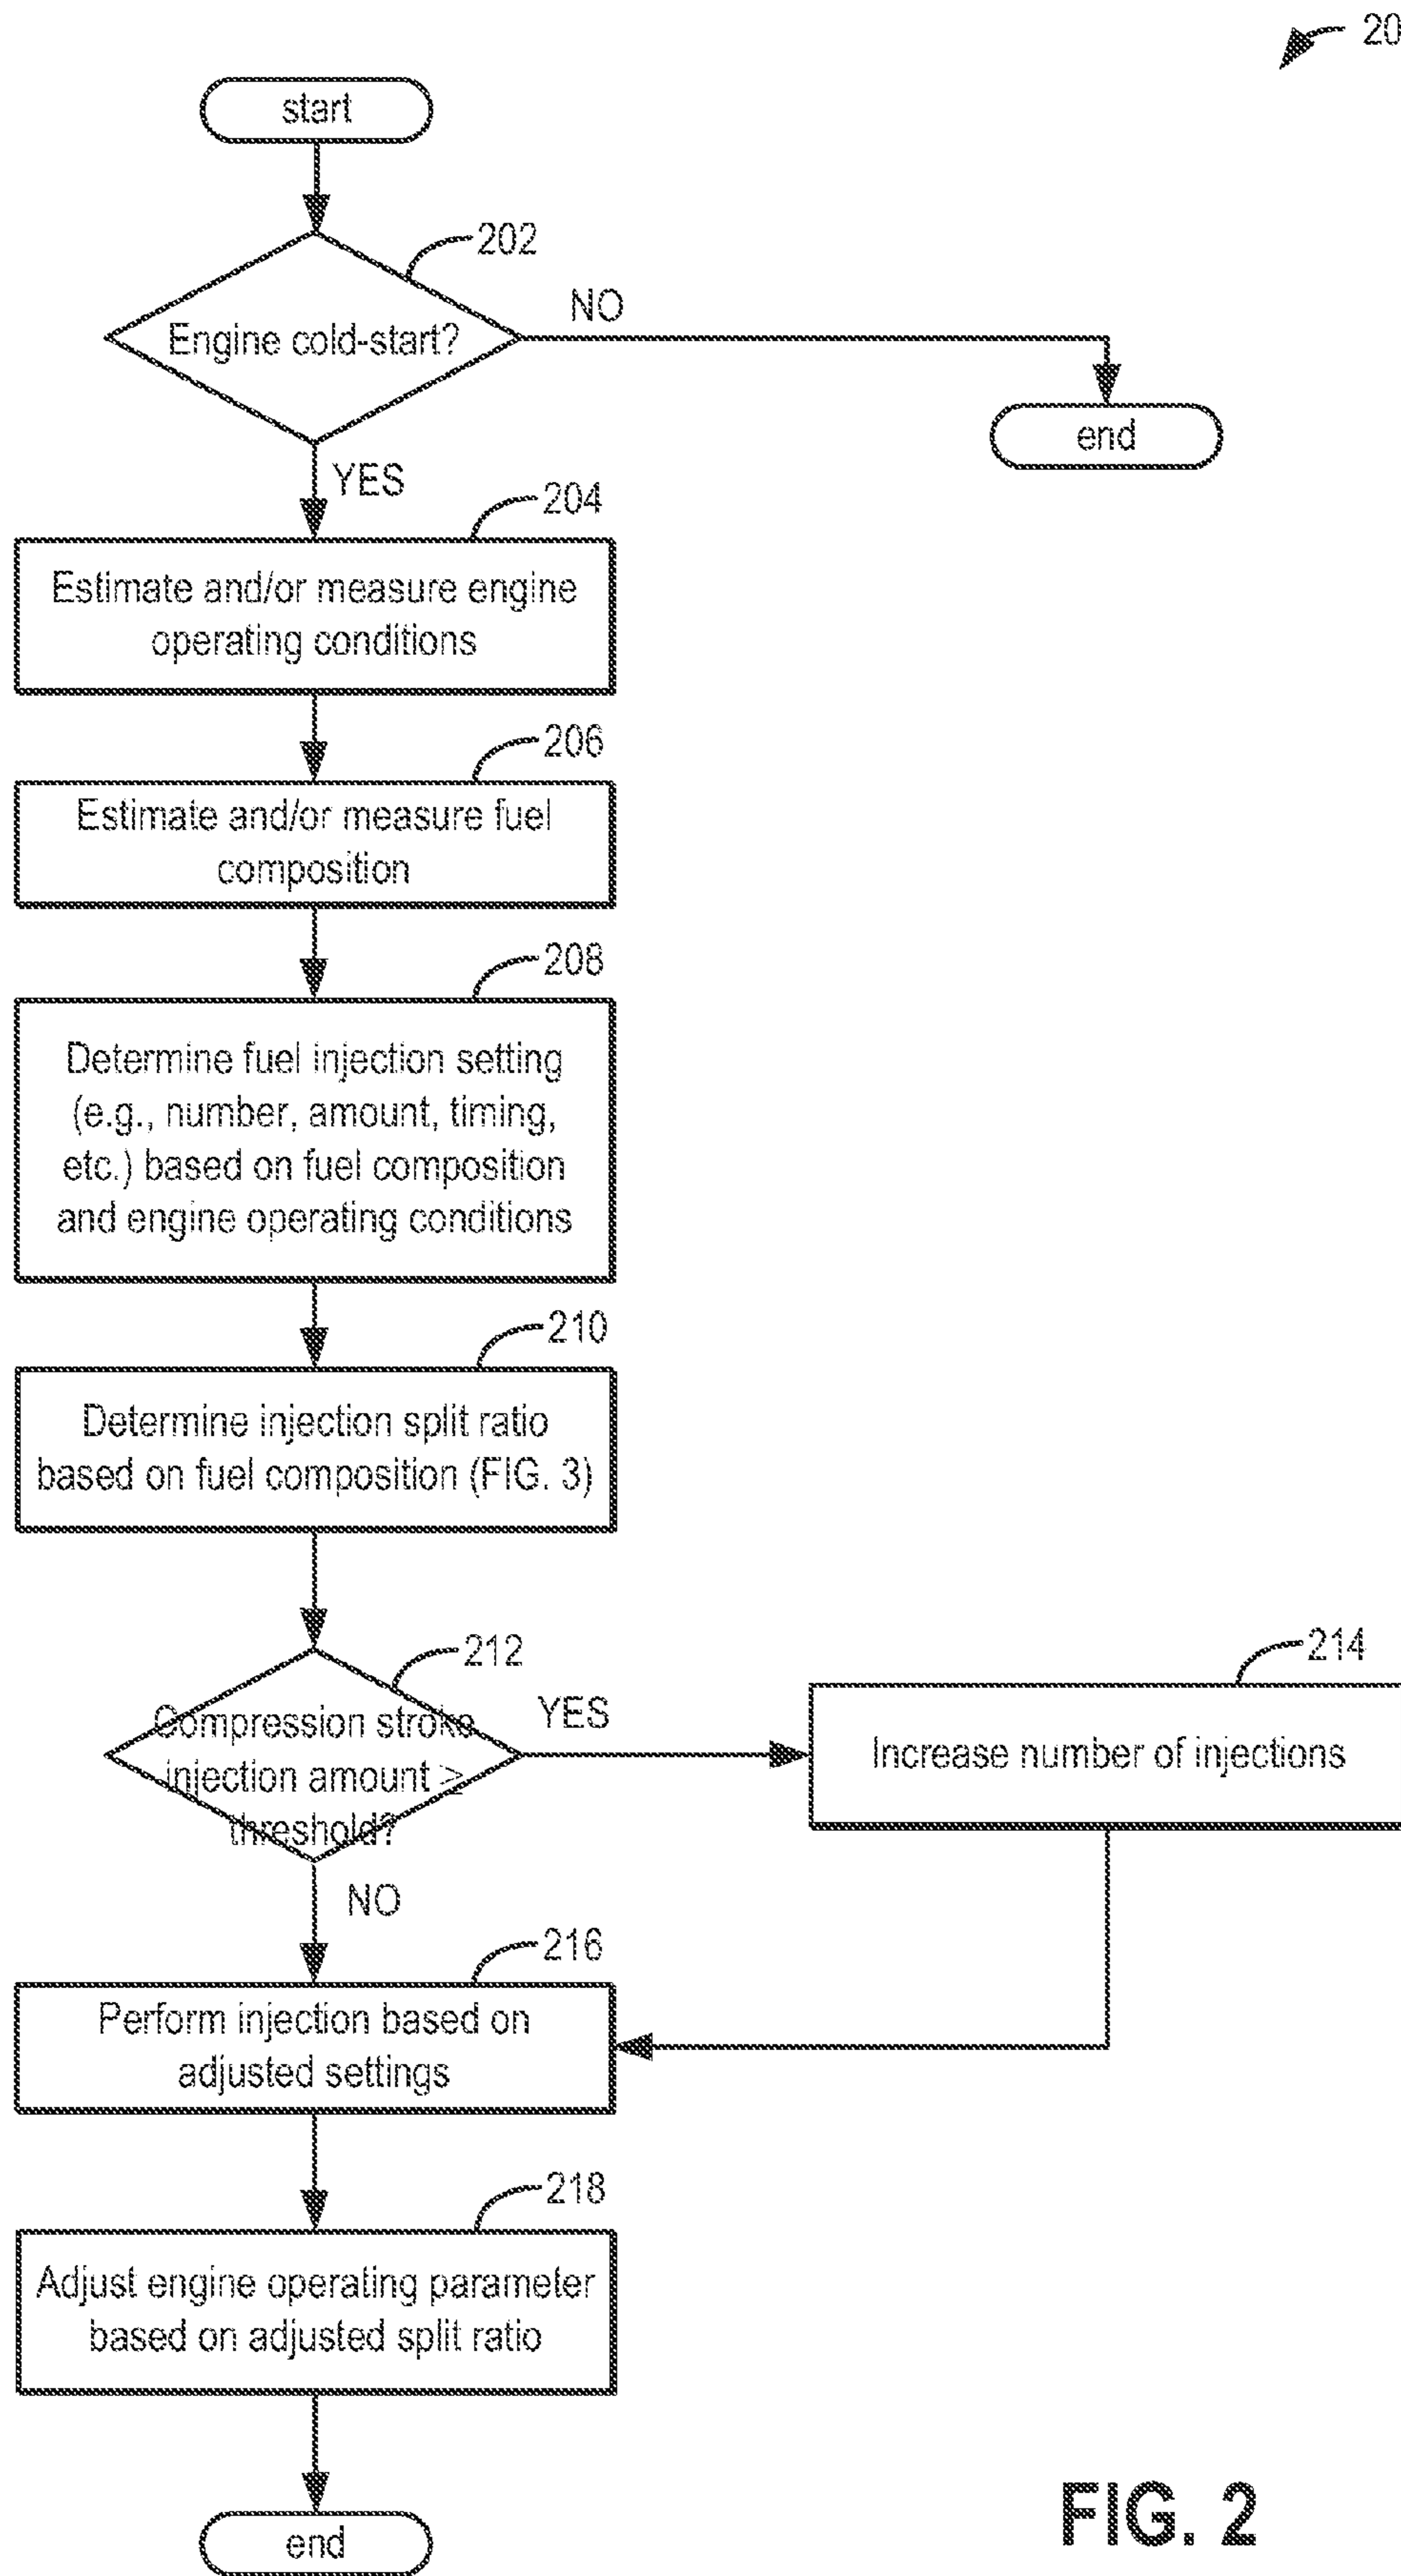 20
start
202
Engine cold-start?
NO
end
YES
204
Estimate and/or measure engine
operating conditions
206
Estimate and/or measure fuel
composition
208
Determine fuel injection setting
(e.g., number, amount, timing,
etc.) based on fuel composition
and engine operating conditions
210
Determine injection split ratio
based on fuel composition (FIG. 3)
212
Compression stroke
injection amount ≥
threshold?
YES
214
Increase number of injections
NO
216
Perform injection based on
adjusted settings
218
Adjust engine operating parameter
based on adjusted split ratio
end
FIG. 2